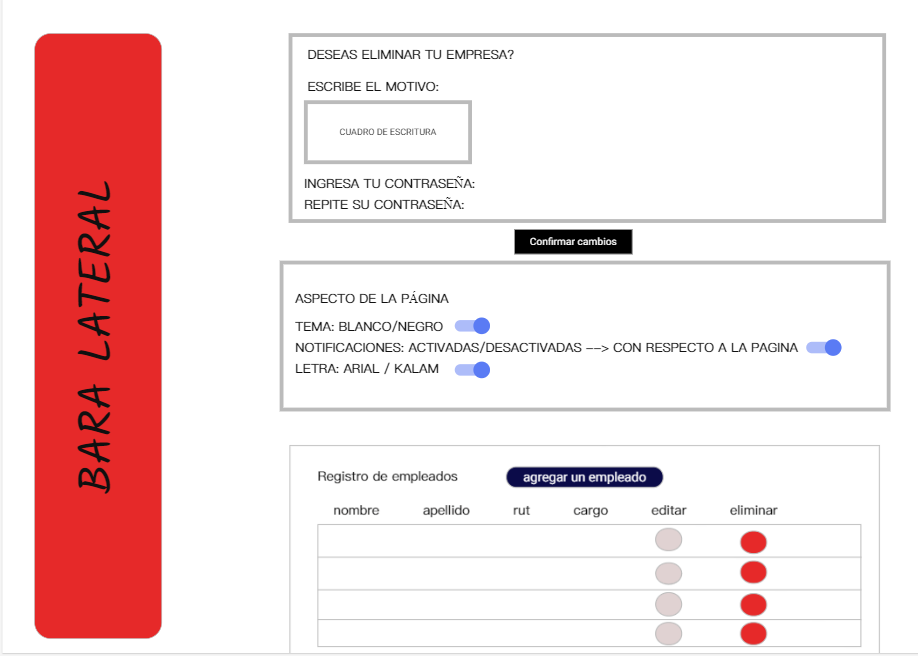 BARA LATERAL
DESEAS ELIMINAR TU EMPRESA?
ESCRIBE EL MOTIVO:
CUADRO DE ESCRITURA
INGRESA TU CONTRASEÑA:
REPITE SU CONTRASEÑA:
Confirmar cambios
ASPECTO DE LA PÁGINA
TEMA: BLANCO/NEGRO
NOTIFICACIONES: ACTIVADAS/DESACTIVADAS --> CON RESPECTO A LA PAGINA
LETRA: ARIAL / KALAM
Registro de empleados agregar un empleado
nombre apellido rut cargo editar eliminar